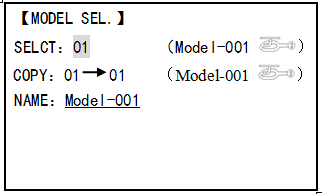 【MODEL SEL.】
SELCT: 01 (Model-001 )
COPY: 01→01 (Model-001 )
NAME: Model-001